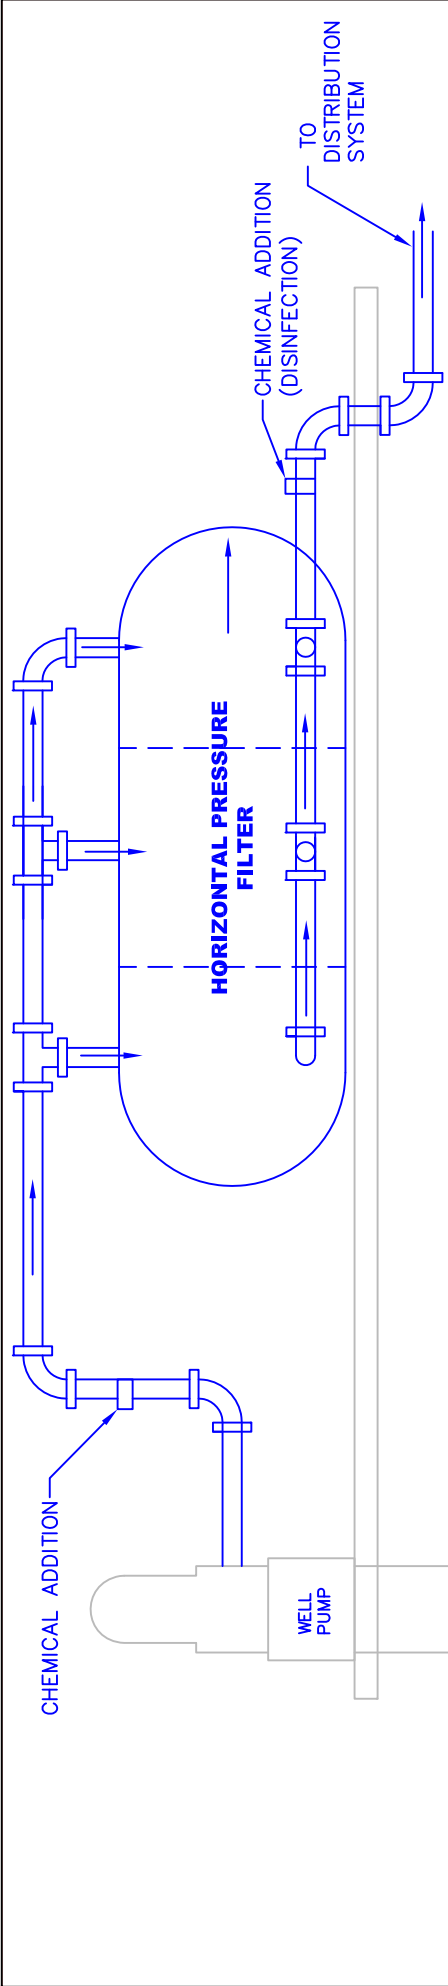 CHEMICAL ADDITION
WELL
PUMP
HORIZONTAL PRESSURE
FILTER
CHEMICAL ADDITION
(DISINFECTION)
TO
DISTRIBUTION
SYSTEM